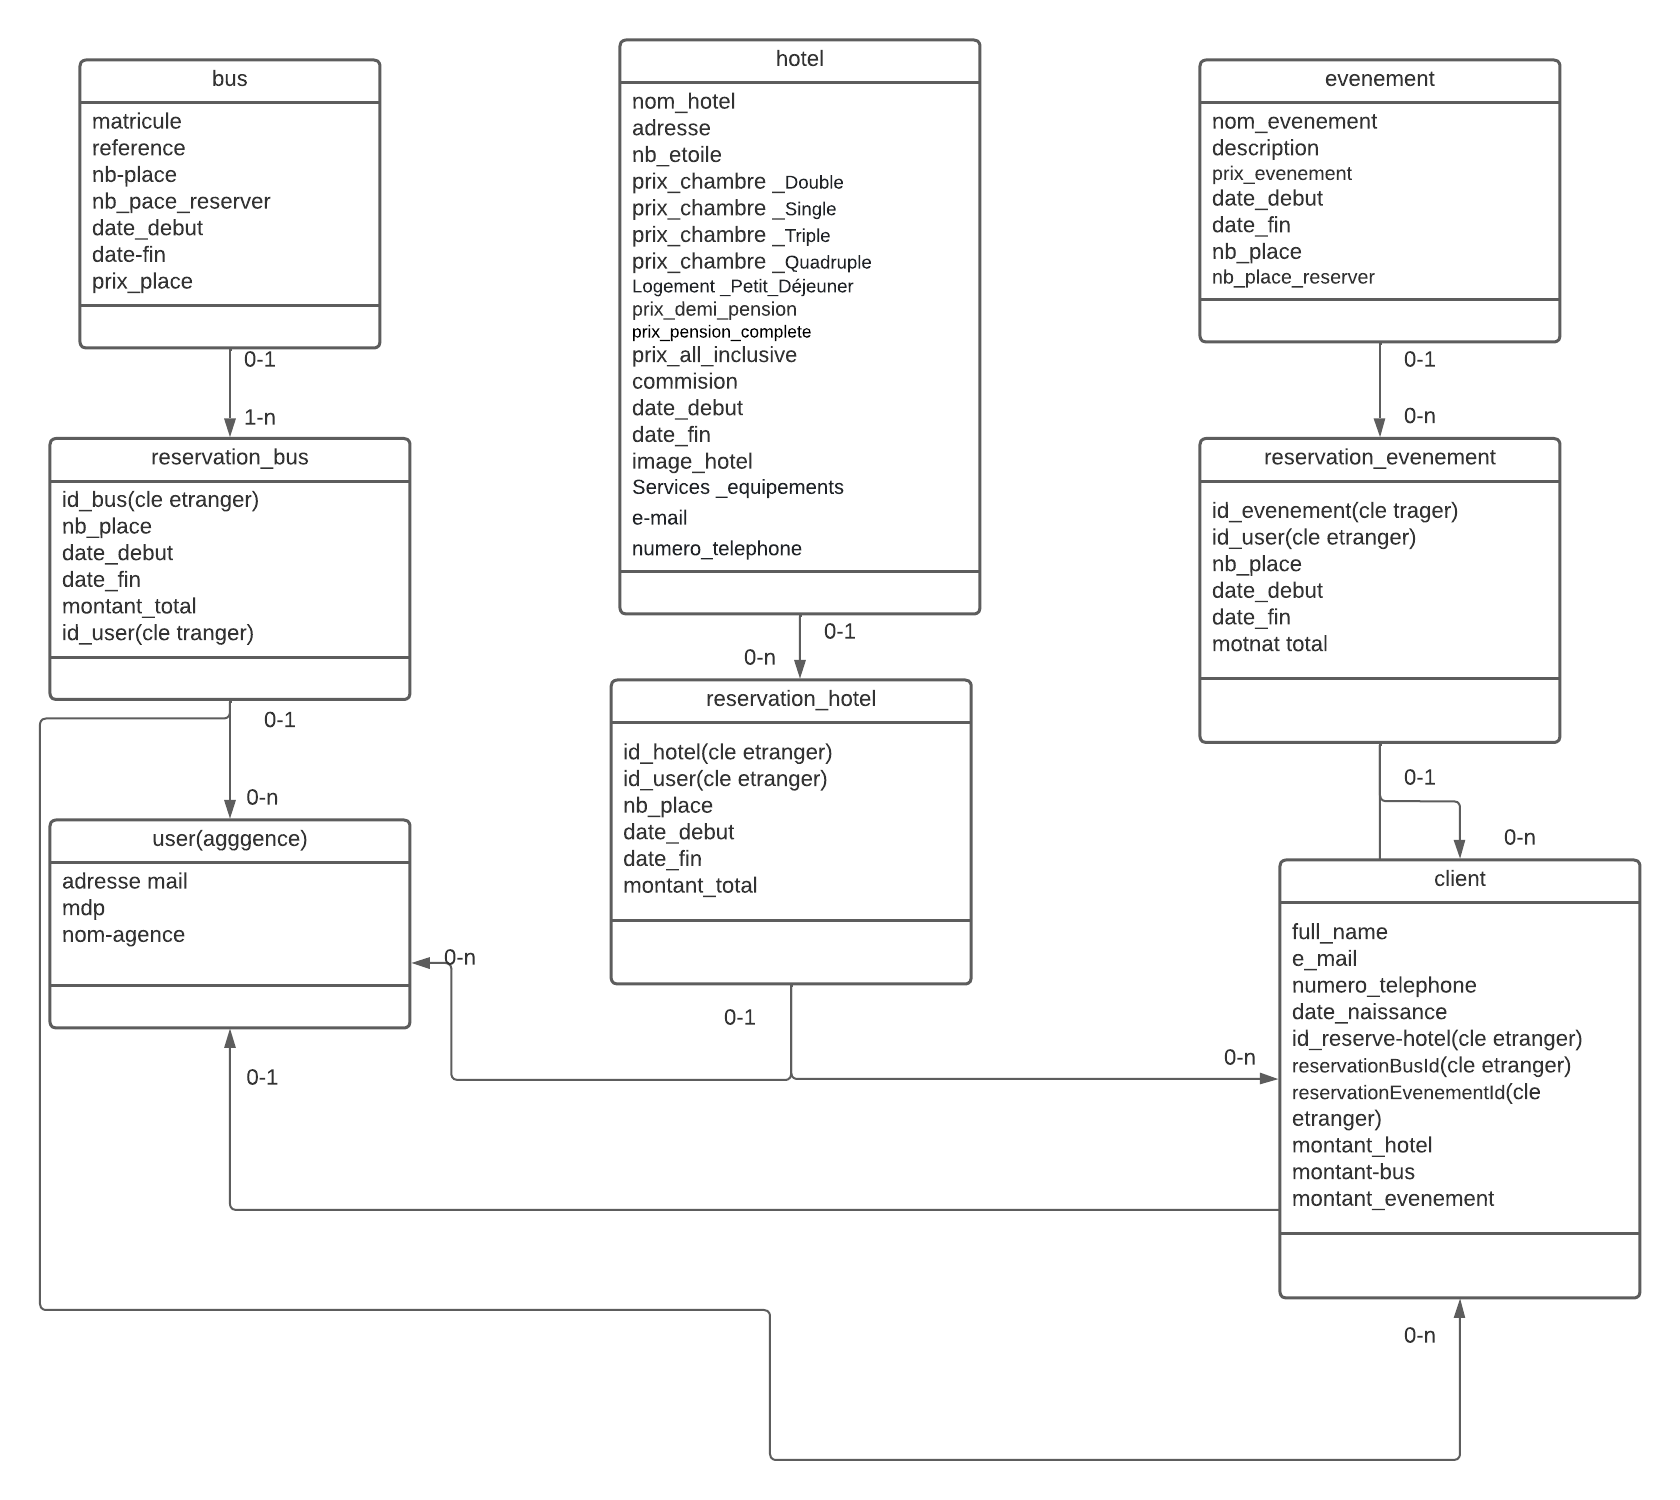 bus
matricule
reference
nb-place
nb_pace_reserver
date_debut
date-fin
prix_place
0-1
1-n
hotel
nom_hotel
adresse
nb_etoile
prix_chambre _Double
prix_chambre _Single
prix_chambre _Triple
prix_chambre _Quadruple
Logement _Petit_Déjeuner
prix_demi_pension
prix_pension_complete
prix_all_inclusive
commision
date_debut
date_fin
image_hotel
Services _equipements
e-mail
numero_telephone
0-1
0-n
evenement
nom_evenement
description
prix_evenement
date_debut
date_fin
nb_place
nb_place_reserver
0-1
0-n
reservation_bus
id_bus(cle etranger)
nb_place
date_debut
date_fin
montant_total
id_user(cle tranger)
0-1
0-n
reservation_hotel
id_hotel(cle etranger)
id_user(cle etranger)
nb_place
date_debut
date_fin
montant_total
0-1
0-n
0-n
reservation_evenement
id_evenement(cle trager)
id_user(cle etranger)
nb_place
date_debut
date_fin
motnat total
0-1
0-n
user(agggence)
adresse mail
mdp
nom-agence
0-1
client
full_name
e_mail
numero_telephone
date_naissance
id_reserve-hotel(cle etranger)
reservationBusId(cle etranger)
reservationEvenementId(cle
etranger)
montant_hotel
montant-bus
montant_evenement
0-n